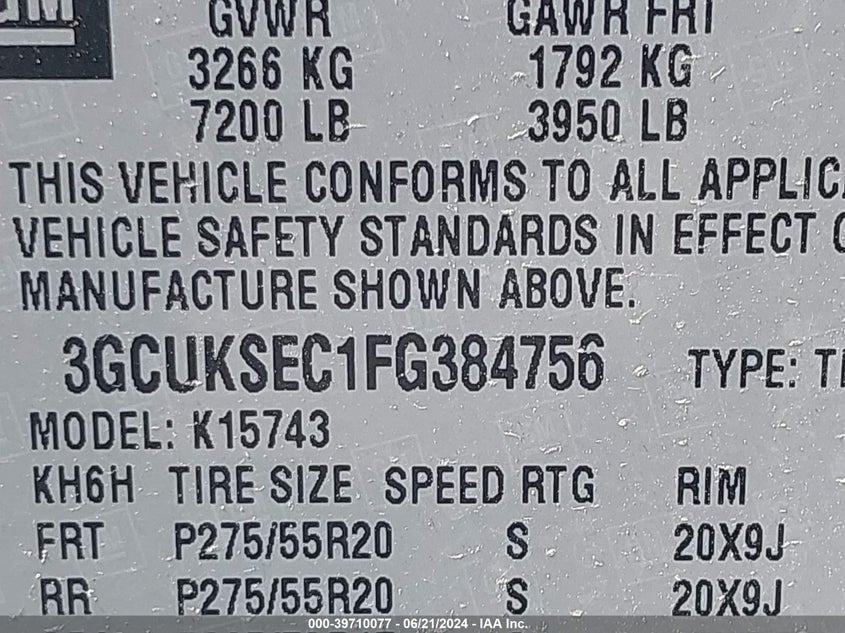 GM
GVWR GAWR FRT
3266 KG 1792 KG
7200 LB 3950 LB
THIS VEHICLE CONFORMS TO ALL
VEHICLE SAFETY STANDARDS IN EFFECT
MANUFACTURE SHOWN ABOVE.
3GCUKSEC1FG384756 TYPE:
MODEL: K15743
KH6H TIRE SIZE SPEED RTG RIM
FRT P275/55R20 S 20X9J
RR P275/55R20 S 20X9J
000-39710077 - 06/21/2024 - IAA Inc.